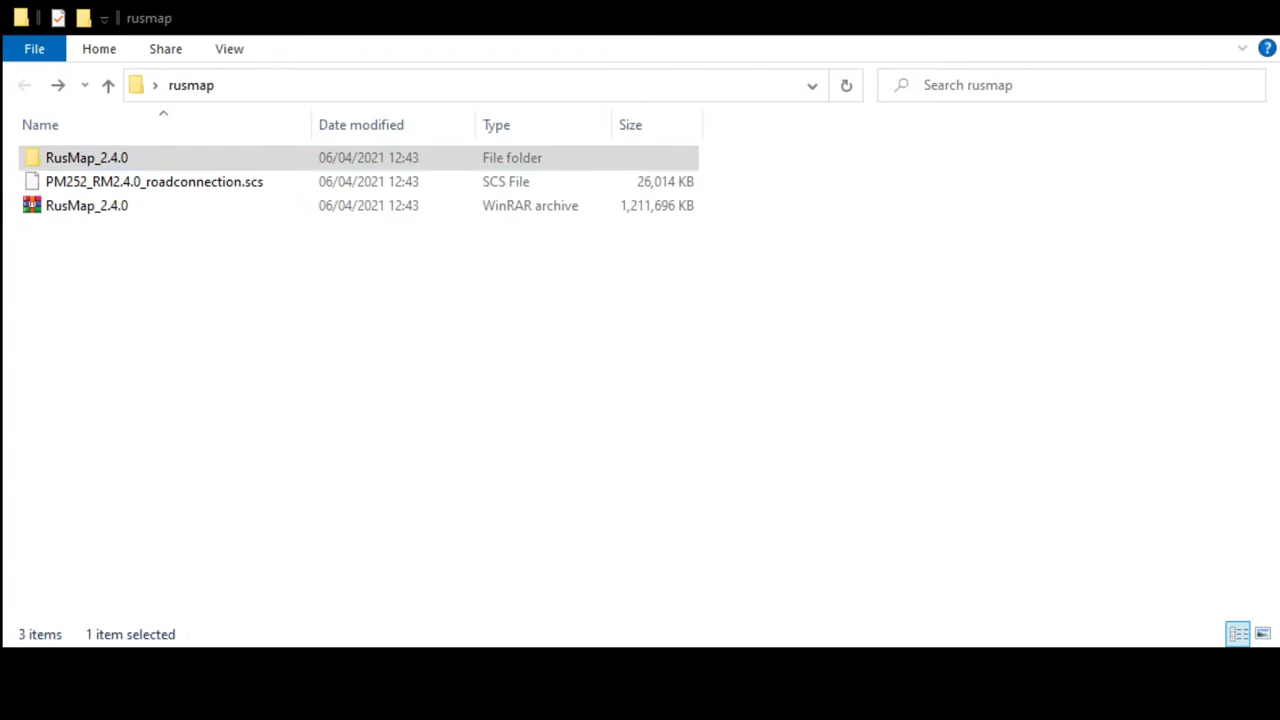 rusmap
File Home Share View
rusmap Search rusmap
Name Date modified Type Size
RusMap_2.4.0 06/04/2021 12:43 File folder
PM252_RM2.4.0_roadconnection.scs 06/04/2021 12:43 SCS File 26,014 KB
RusMap_2.4.0 06/04/2021 12:43 WinRAR archive 1,211,696 KB
3 items 1 item selected